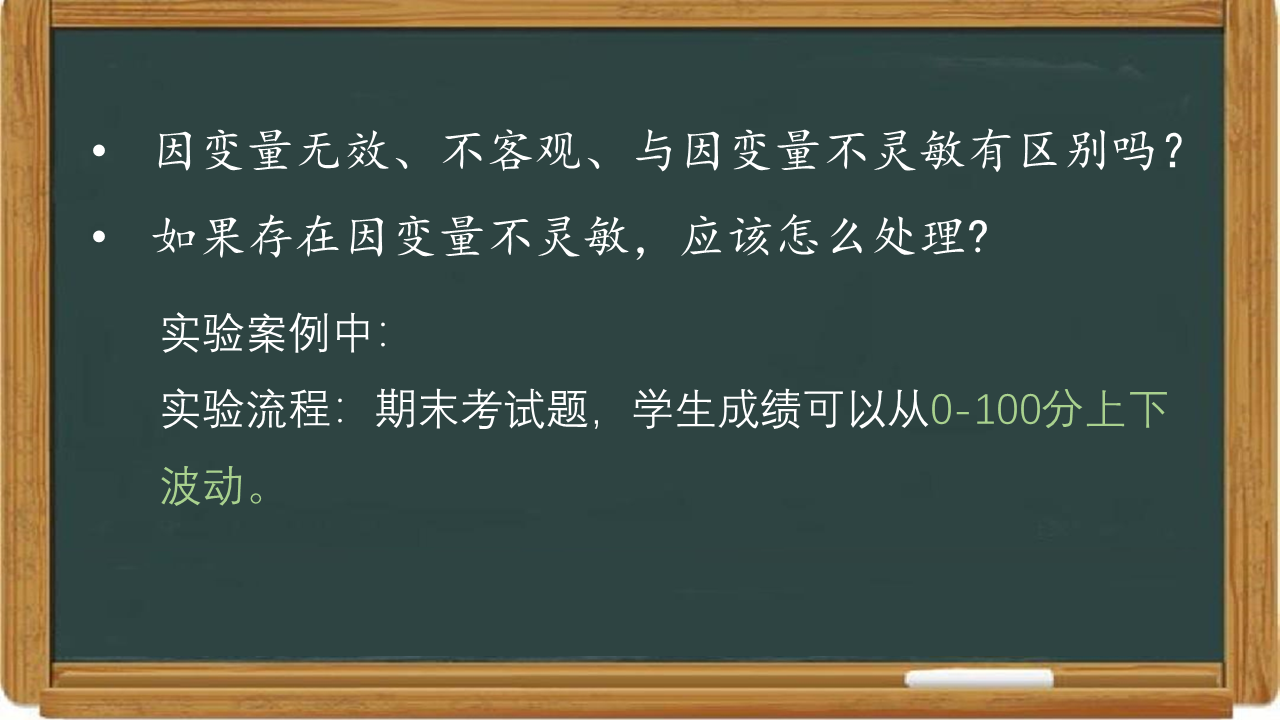 • 因变量无效、不客观、与因变量不灵敏有区别吗？
• 如果存在因变量不灵敏，应该怎么处理?
实验案例中：
实验流程：期末考试题，学生成绩可以从0-100分上下
波动。